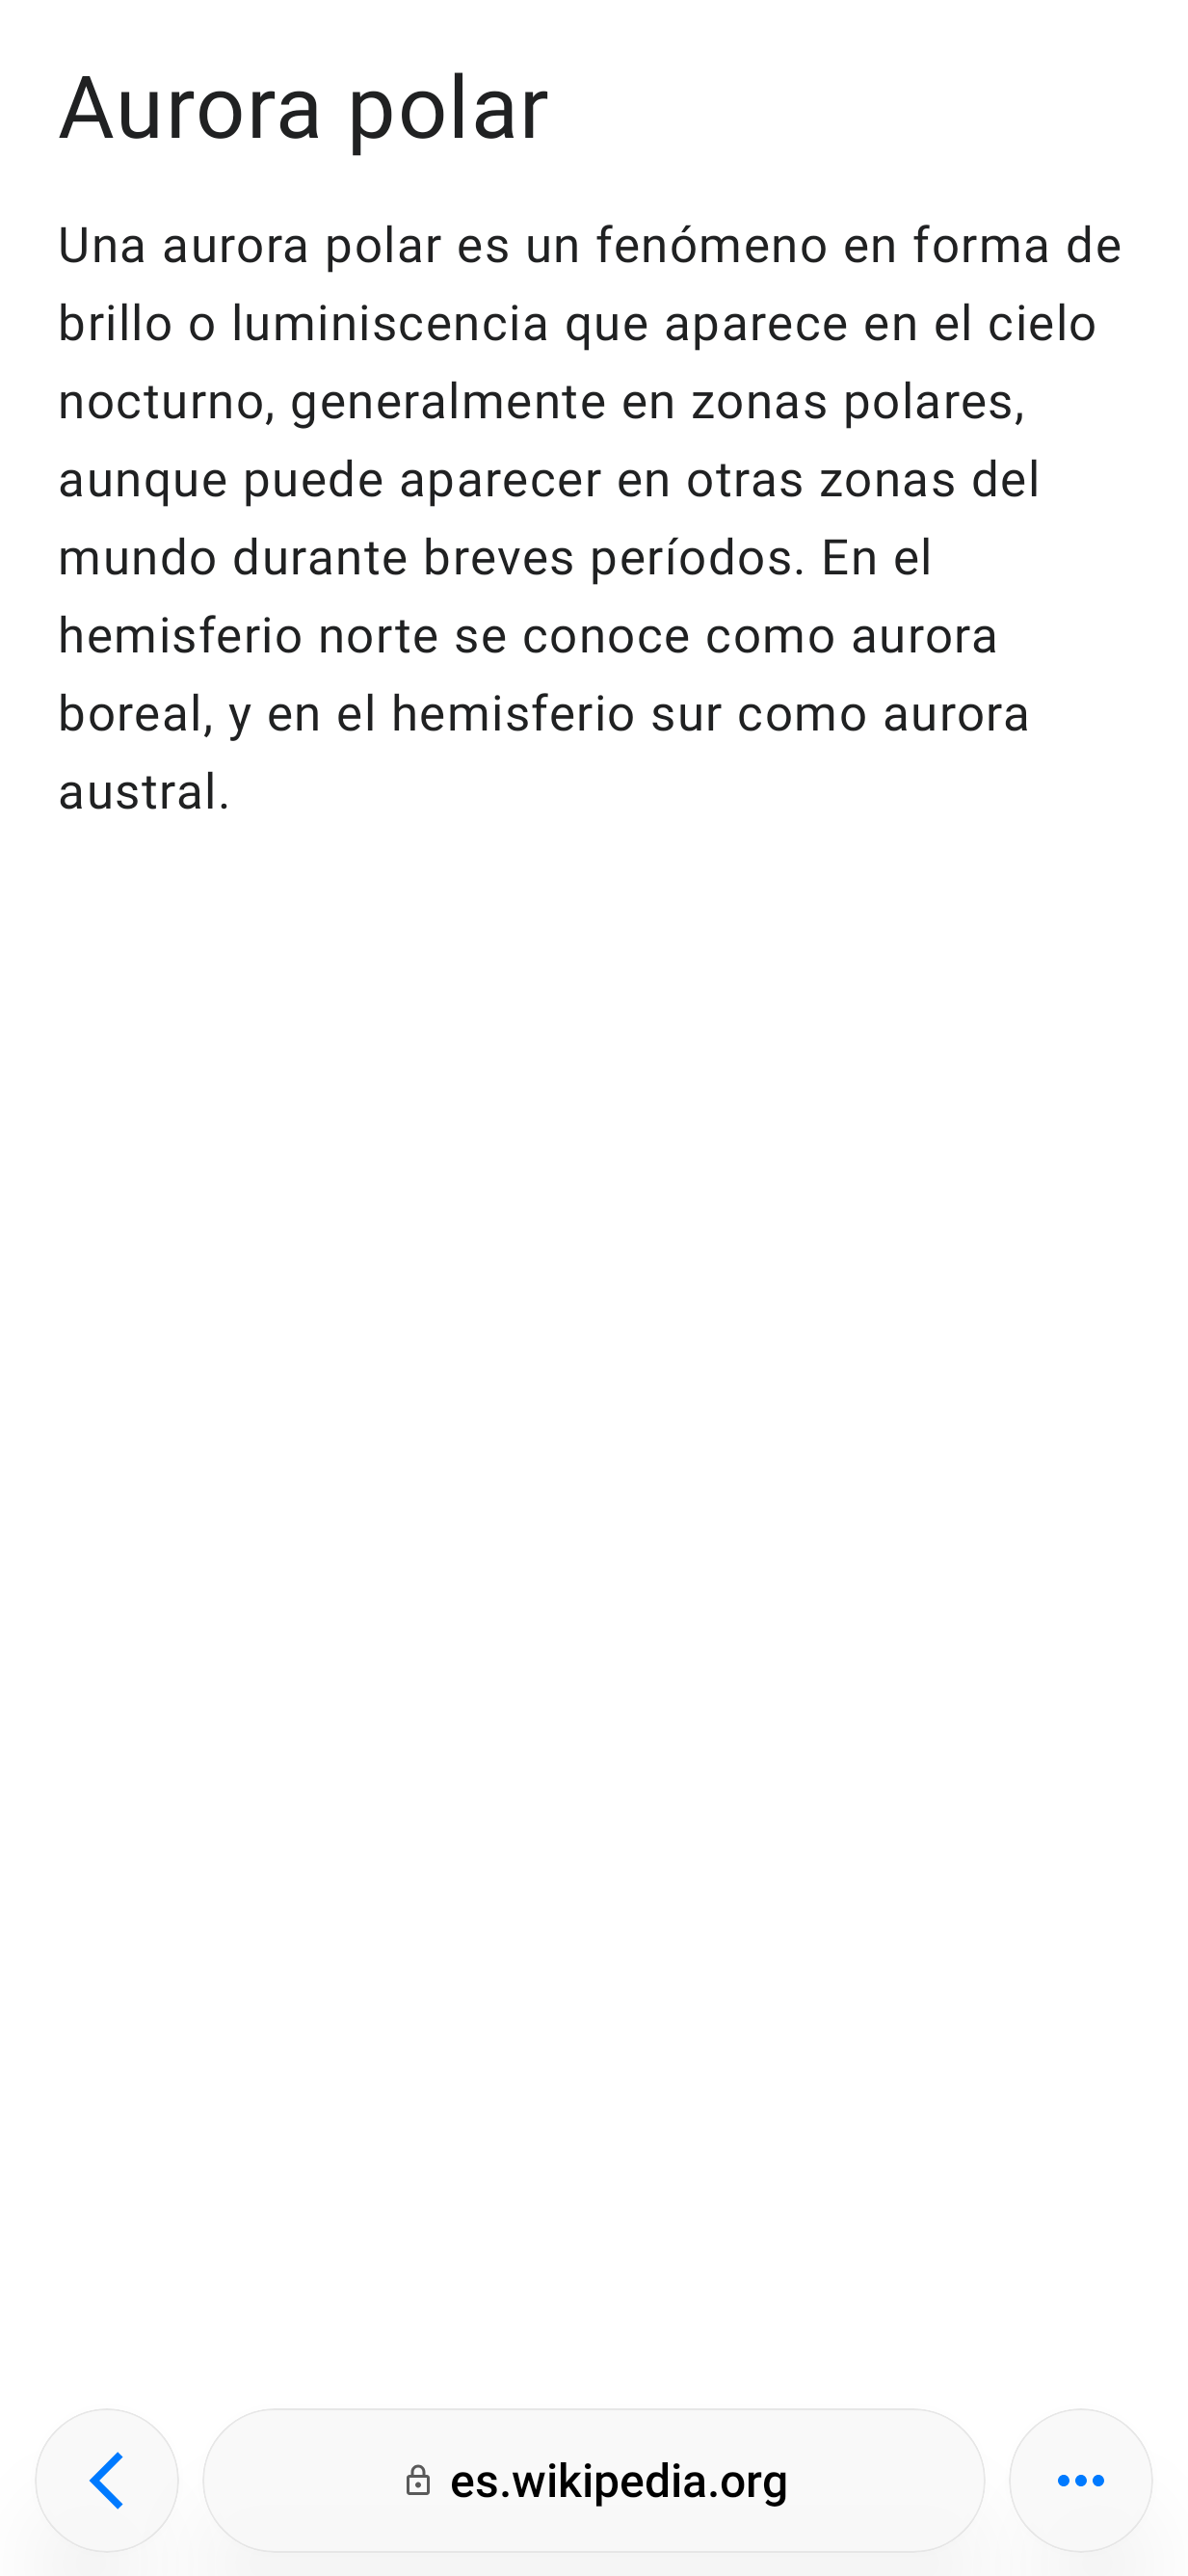 Aurora polar
Una aurora polar es un fenómeno en forma de
brillo o luminiscencia que aparece en el cielo
nocturno, generalmente en zonas polares,
aunque puede aparecer en otras zonas del
mundo durante breves períodos. En el
hemisferio norte se conoce como aurora
boreal, y en el hemisferio sur como aurora
austral.
es.wikipedia.org